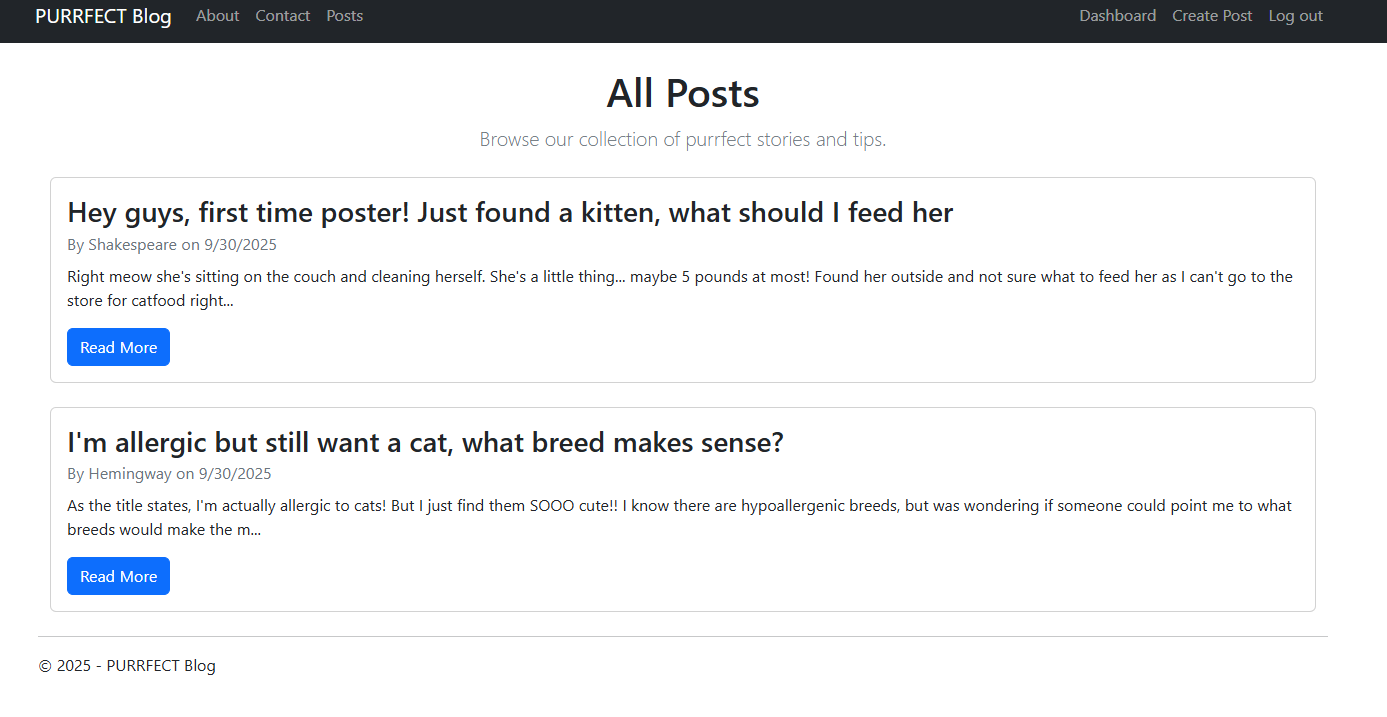 PURRFECT Blog About Contact Posts Dashboard Create Post Log out
All Posts
Browse our collection of purrfect stories and tips.
Hey guys, first time poster! Just found a kitten, what should I feed her
By Shakespeare on 9/30/2025
Right meow she's sitting on the couch and cleaning herself. She's a little thing... maybe 5 pounds at most! Found her outside and not sure what to feed her as I can't go to the
store for catfood right...
Read More
I'm allergic but still want a cat, what breed makes sense?
By Hemingway on 9/30/2025
As the title states, I'm actually allergic to cats! But I just find them SOOO cute!! I know there are hypoallergenic breeds, but was wondering if someone could point me to what
breeds would make the m...
Read More
© 2025 - PURRFECT Blog